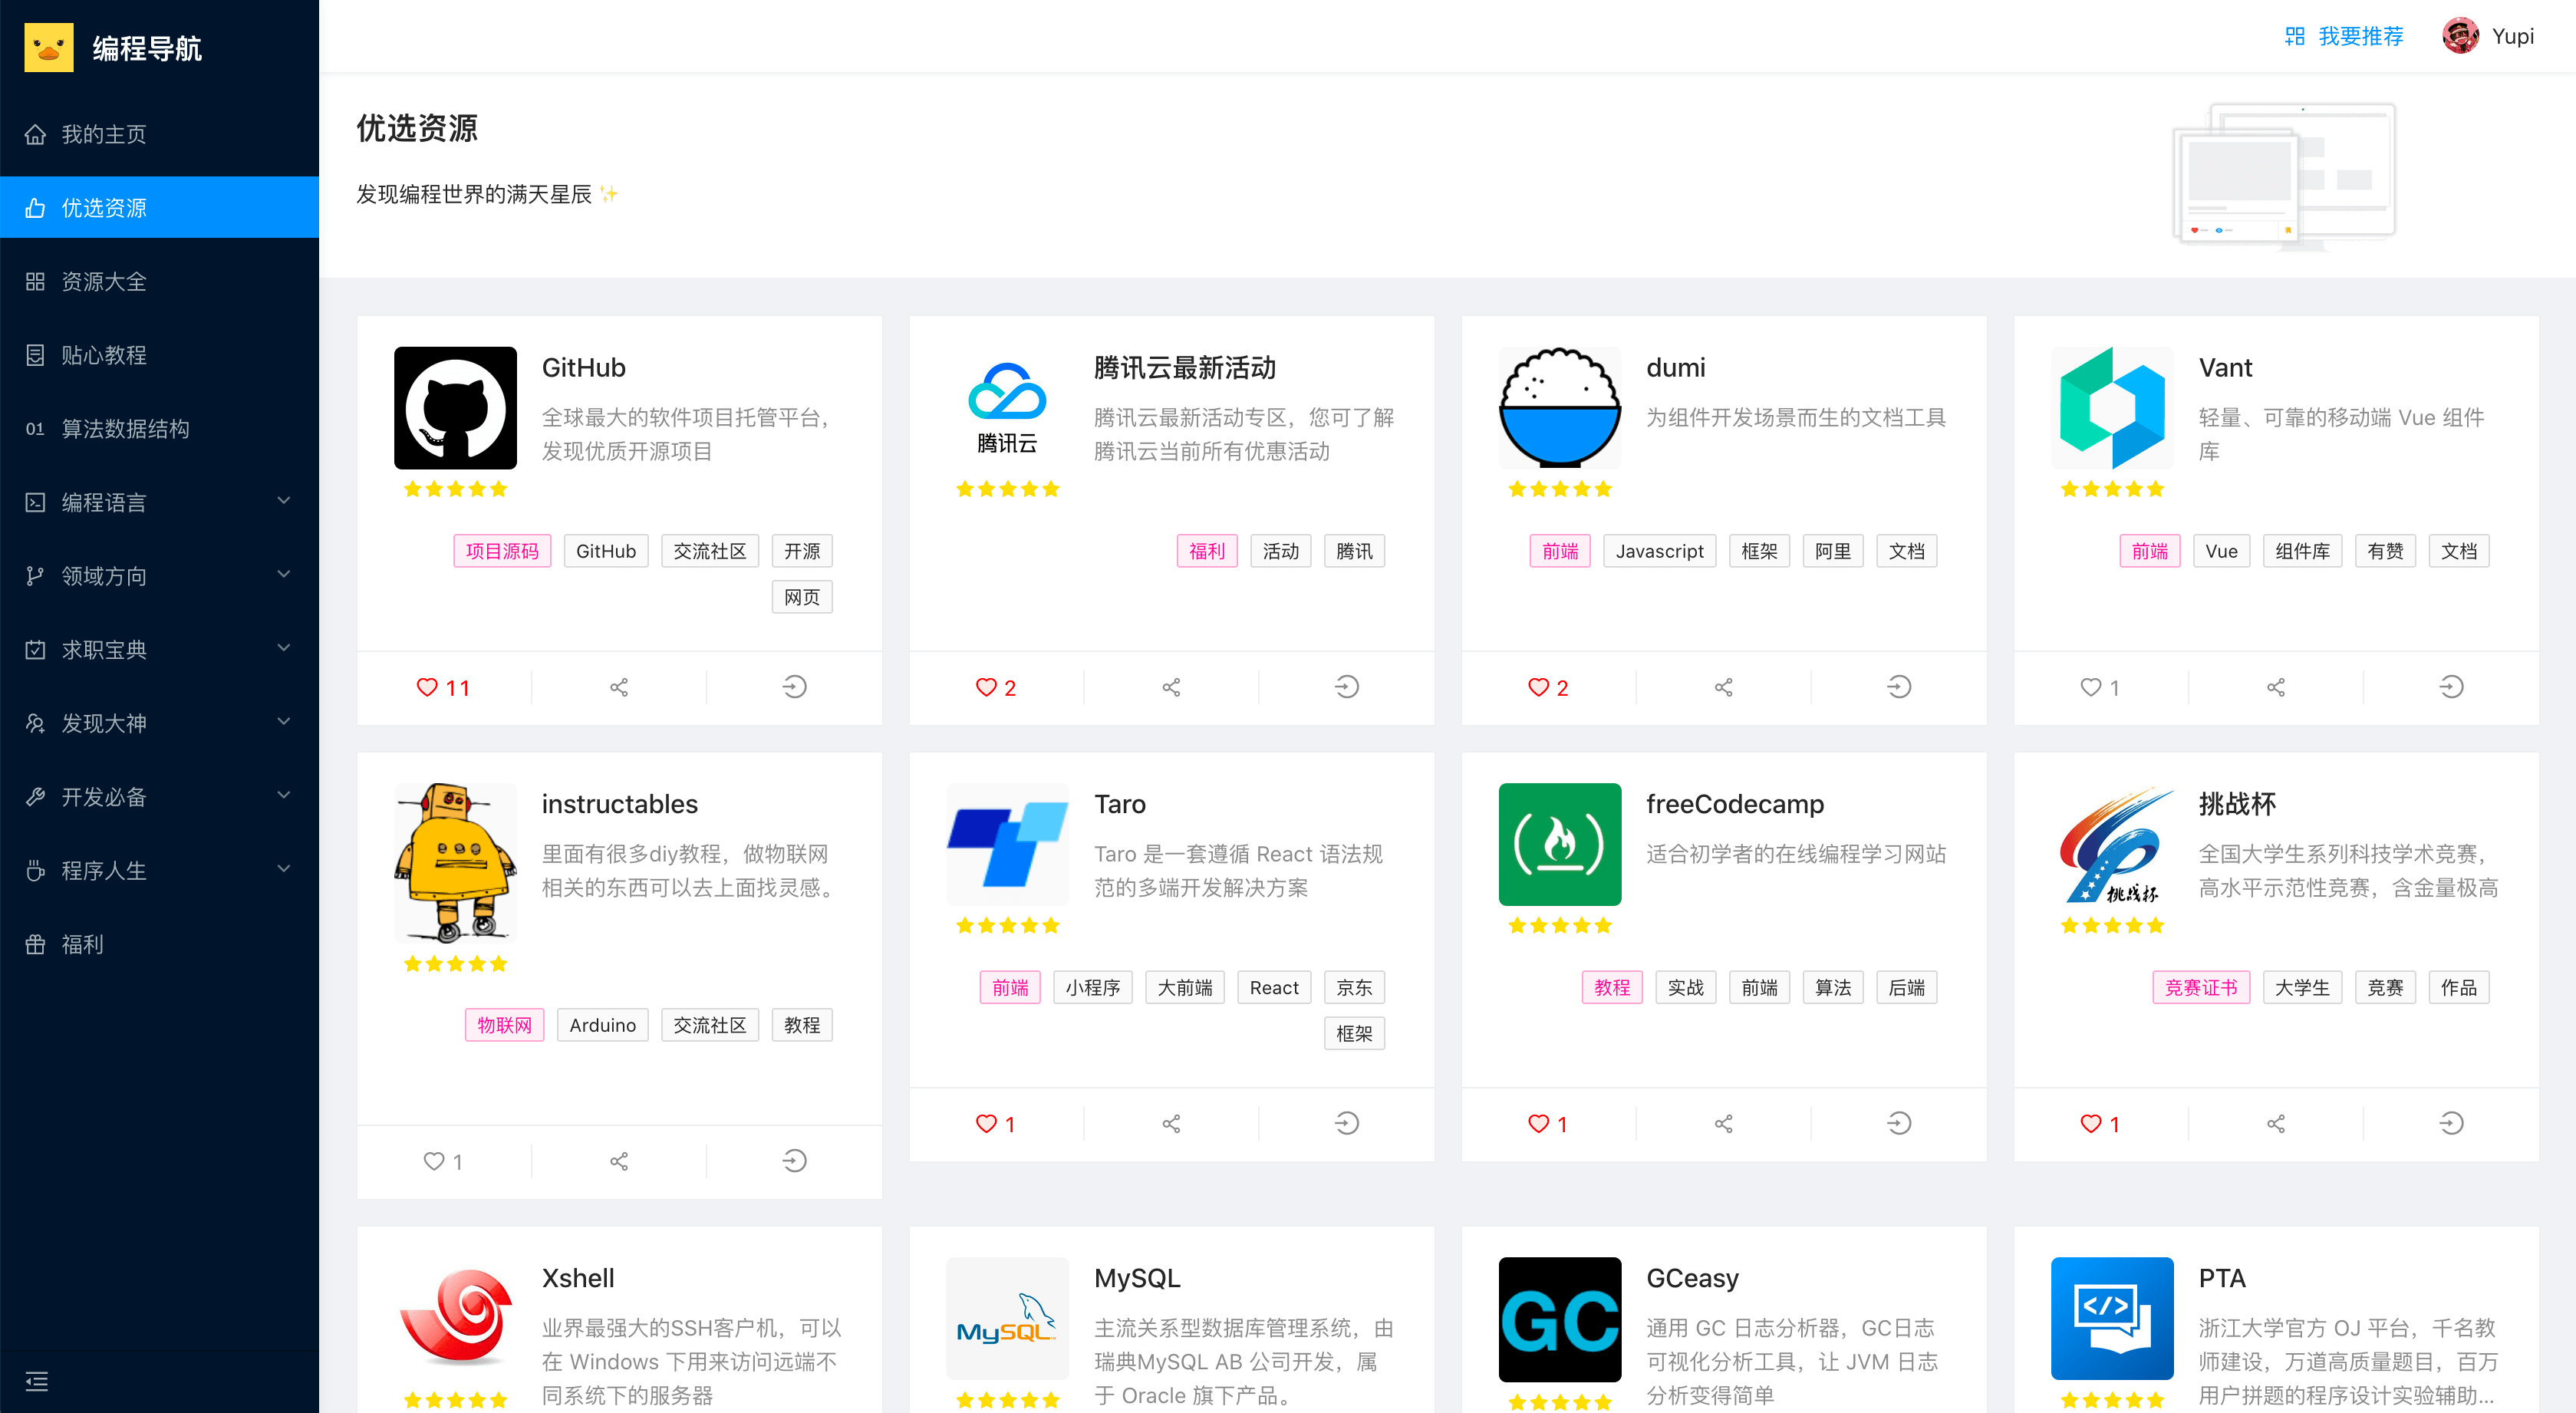 编程导航
我的主页
优选资源
资源大全
贴心教程
01 算法数据结构
编程语言
领域方向
求职宝典
发现大神
开发必备
程序人生
福利
我要推荐
Yupi
优选资源
发现编程世界的满天星辰 ✨
GitHub
全球最大的软件项目托管平台，
发现优质开源项目
项目源码 GitHub 交流社区 开源
网页
11
腾讯云
腾讯云最新活动
腾讯云最新活动专区，您可了解
腾讯云当前所有优惠活动
福利 活动 腾讯
2
dumi
为组件开发场景而生的文档工具
前端 Javascript 框架 阿里 文档
2
Vant
轻量、可靠的移动端 Vue 组件
库
前端 Vue 组件库 有赞 文档
1
instructables
里面有很多diy教程，做物联网
相关的东西可以去上面找灵感。
物联网 Arduino 交流社区 教程
1
Taro
Taro 是一套遵循 React 语法规
范的多端开发解决方案
前端 小程序 大前端 React 京东
框架
1
freeCodecamp
适合初学者的在线编程学习网站
教程 实战 前端 算法 后端
1
挑战杯
挑战杯
全国大学生系列科技学术竞赛，
高水平示范性竞赛，含金量极高
竞赛证书 大学生 竞赛 作品
1
Xshell
业界最强大的SSH客户机，可以
在 Windows 下用来访问远端不
同系统下的服务器
MySQL
MySQL
主流关系型数据库管理系统，由
瑞典MySQL AB 公司开发，属
于 Oracle 旗下产品。
GC
GCeasy
通用 GC 日志分析器，GC日志
可视化分析工具，让 JVM 日志
分析变得简单
</>
PTA
浙江大学官方 OJ 平台，千名教
师建设，万道高质量题目，百万
用户拼题的程序设计实验辅助...